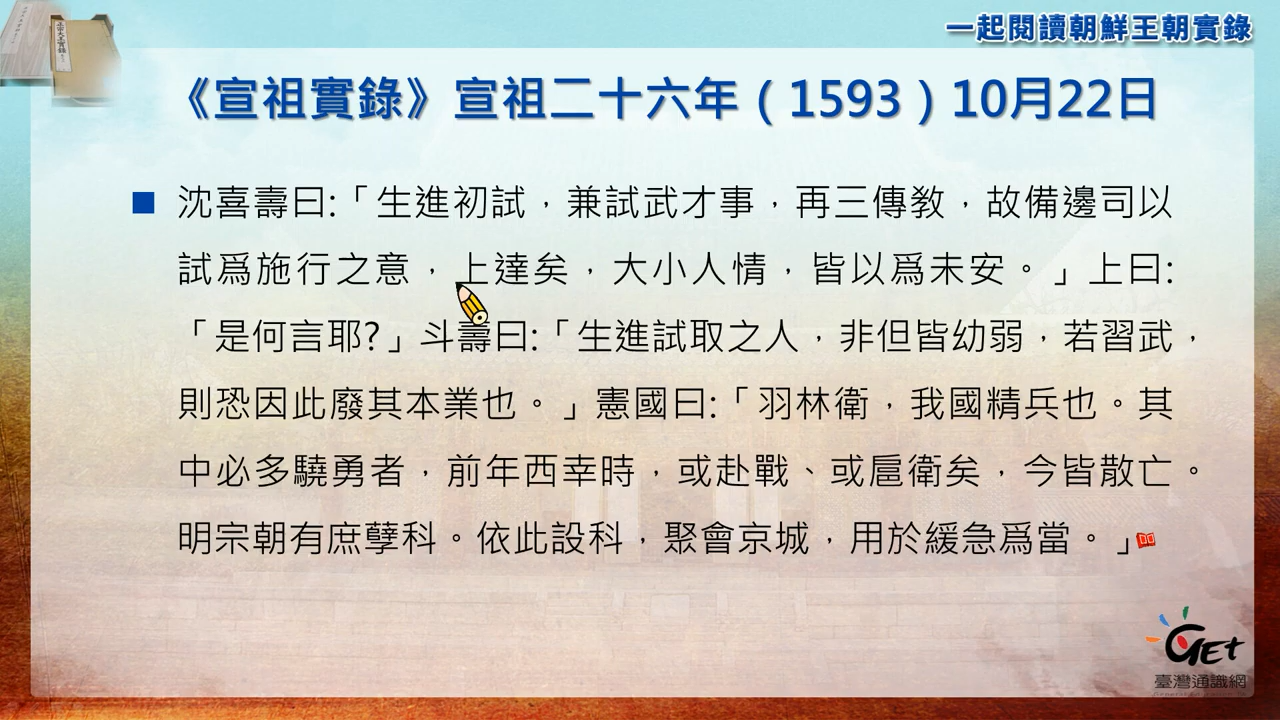 一起閱讀朝鮮王朝實錄
《宣祖實錄》宣祖二十六年（1593）10月22日
■ 沈喜壽曰:「生進初試，兼試武才事，再三傳敎，故備邊司以
試爲施行之意，上達矣，大小人情，皆以爲未安。」上曰:
「是何言耶?」斗壽曰:「生進試取之人，非但皆幼弱，若習武，
則恐因此廢其本業也。」憲國曰:「羽林衛，我國精兵也。其
中必多驍勇者，前年西幸時，或赴戰、或扈衛矣，今皆散亡。
明宗朝有庶孽科。依此設科，聚會京城，用於緩急爲當。」
GET
臺灣通識網